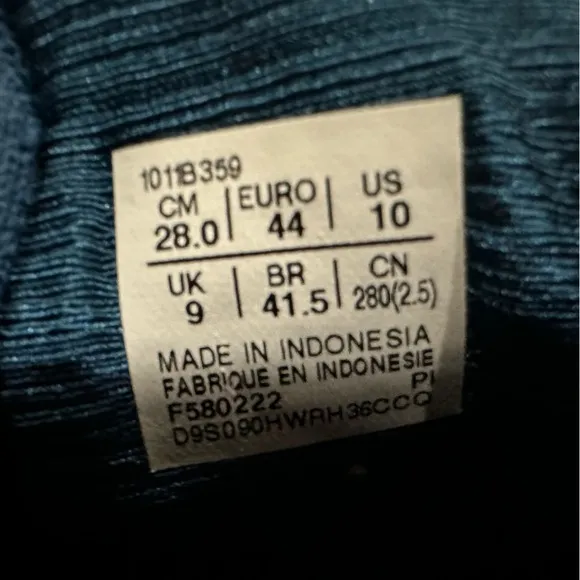 1011B359
CM | EURO | US
28.0 | 44 | 10
UK | BR | CN
9 | 41.5 | 280(2.5)
MADE IN INDONESIA
FABRIQUE EN INDONESIE
F580222 PI
D9S090HWRH36CCQ